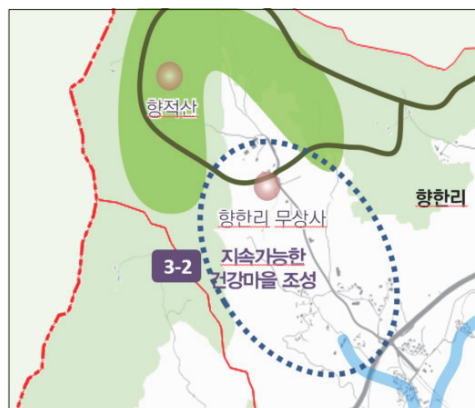 향적산
향한리
향한리 무상사
3-2
지속가능한
건강마을 조성